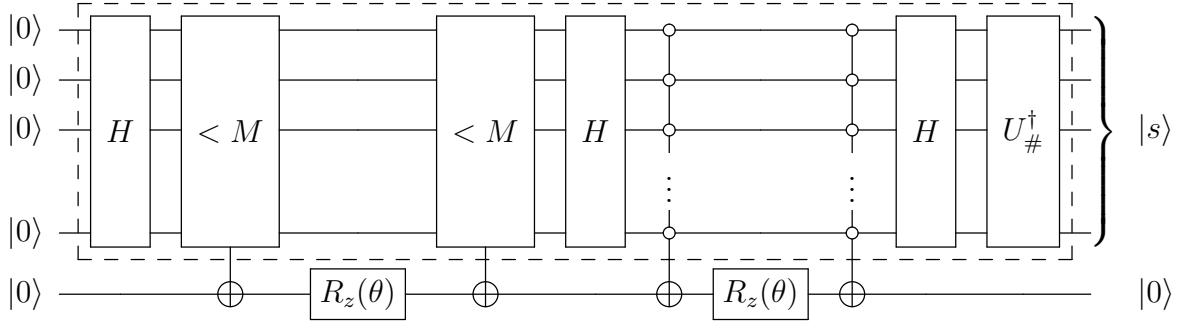 |0⟩
|0⟩
|0⟩ H < M < M H H U†# |s⟩
⋮ ⋮
|0⟩
|0⟩ Rz(θ) Rz(θ) |0⟩